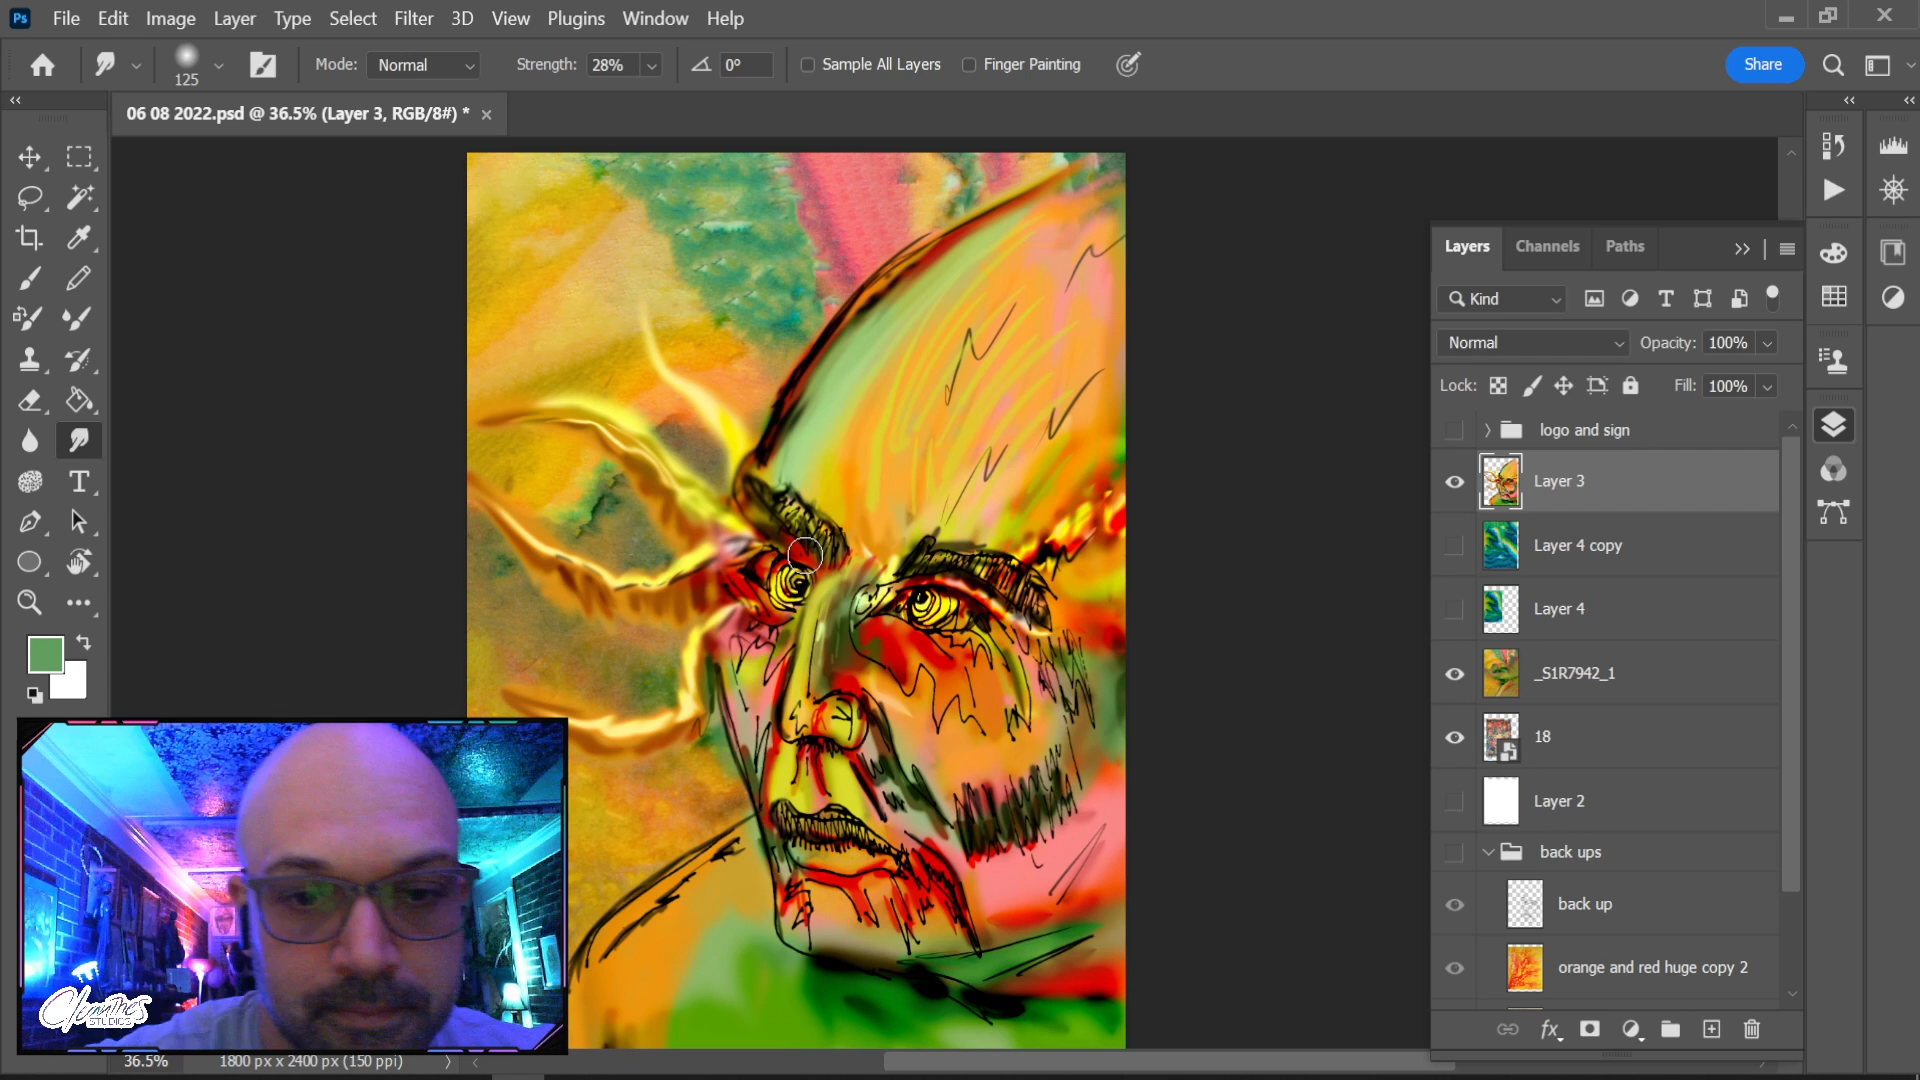 Ps File Edit Image Layer Type Select Filter 3D View Plugins Window Help
125 Mode: Normal Strength: 28% 0° Sample All Layers Finger Painting Share
06 08 2022.psd @ 36.5% (Layer 3, RGB/8#) *
Layers Channels Paths
Kind
Normal Opacity: 100%
Lock: Fill: 100%
logo and sign
Layer 3
Layer 4 copy
Layer 4
_S1R7942_1
18
Layer 2
back ups
back up
orange and red huge copy 2
fx
Cleanthes
STUDIOS
36.5% 1800 px x 2400 px (150 ppi)